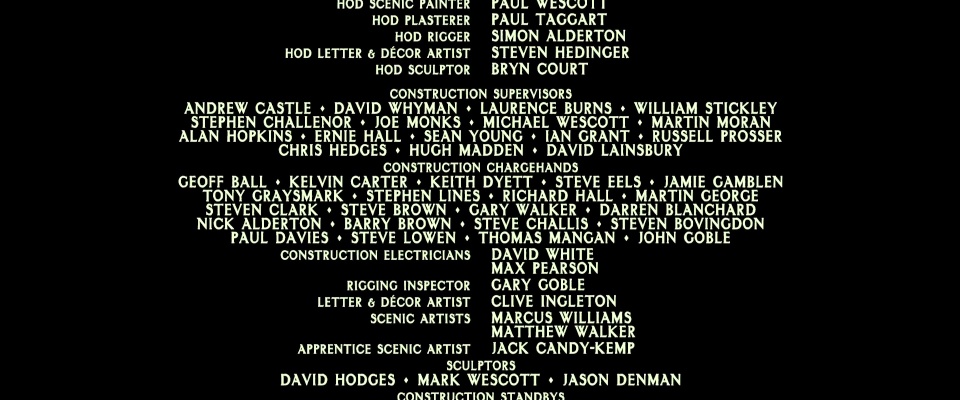 HOD SCENIC PAINTER PAUL WESCOTT
HOD PLASTERER PAUL TAGGART
HOD RIGGER SIMON ALDERTON
HOD LETTER & DÉCOR ARTIST STEVEN HEDINGER
HOD SCULPTOR BRYN COURT
CONSTRUCTION SUPERVISORS
ANDREW CASTLE • DAVID WHYMAN • LAURENCE BURNS • WILLIAM STICKLEY
STEPHEN CHALLENOR • JOE MONKS • MICHAEL WESCOTT • MARTIN MORAN
ALAN HOPKINS • ERNIE HALL • SEAN YOUNG • IAN GRANT • RUSSELL PROSSER
CHRIS HEDGES • HUGH MADDEN • DAVID LAINSBURY
CONSTRUCTION CHARGEHANDS
GEOFF BALL • KELVIN CARTER • KEITH DYETT • STEVE EELS • JAMIE GAMBLEN
TONY GRAYSMARK • STEPHEN LINES • RICHARD HALL • MARTIN GEORGE
STEVEN CLARK • STEVE BROWN • GARY WALKER • DARREN BLANCHARD
NICK ALDERTON • BARRY BROWN • STEVE CHALLIS • STEVEN BOVINGDON
PAUL DAVIES • STEVE LOWEN • THOMAS MANGAN • JOHN GOBLE
CONSTRUCTION ELECTRICIANS DAVID WHITE
MAX PEARSON
RIGGING INSPECTOR GARY GOBLE
LETTER & DÉCOR ARTIST CLIVE INGLETON
SCENIC ARTISTS MARCUS WILLIAMS
MATTHEW WALKER
APPRENTICE SCENIC ARTIST JACK CANDY-KEMP
SCULPTORS
DAVID HODGES • MARK WESCOTT • JASON DENMAN
CONSTRUCTION STANDBYS